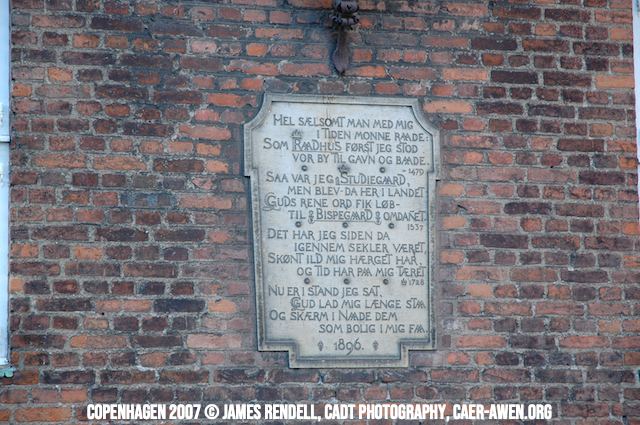 HEL SÆLSOMT MAN MED MIG
I TIDEN MONNE RAADE:
SOM RAADHUS FØRST JEG STOD
VOR BY TIL GAVN OG BAADE.
-1479
SAA VAR JEG STUDIEGAARD,
MEN BLEV-DA HER I LANDET
GUDS RENE ORD FIK LØB-
TIL BISPEGAARD OMDANET.
1537
DET HAR JEG SIDEN DA
IGENNEM SEKLER VÆRET,
SKØNT ILD MIG HÆRGET HAR
OG TID HAR PAA MIG TÆRET
1728
NU ER I STAND JEG SAT,
GUD LAD MIG LÆNGE STAA
OG SKÆRM I NAADE DEM
SOM BOLIG I MIG FAA.
1896.
COPENHAGEN 2007 © JAMES RENDELL, CADT PHOTOGRAPHY, CAER-AWEN.ORG